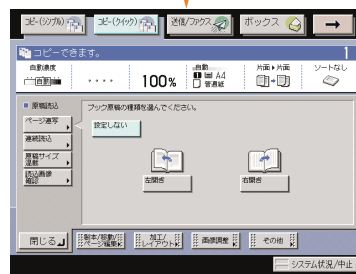 コピー(シンプル)
コピー(クイック)
送信/ファクス
ボックス
コピーできます。
1
自動濃度
自動
100%
自動
1 A4
普通紙
片面▶片面
ソートなし
原稿読込
ブック原稿の種類を選んでください。
ページ連写
設定しない
連続読込
原稿サイズ
混載
読込画像
確認
左開き
右開き
閉じる
製本/移動/
ページ編集
加工/
レイアウト
画質調整
その他
システム状況/中止